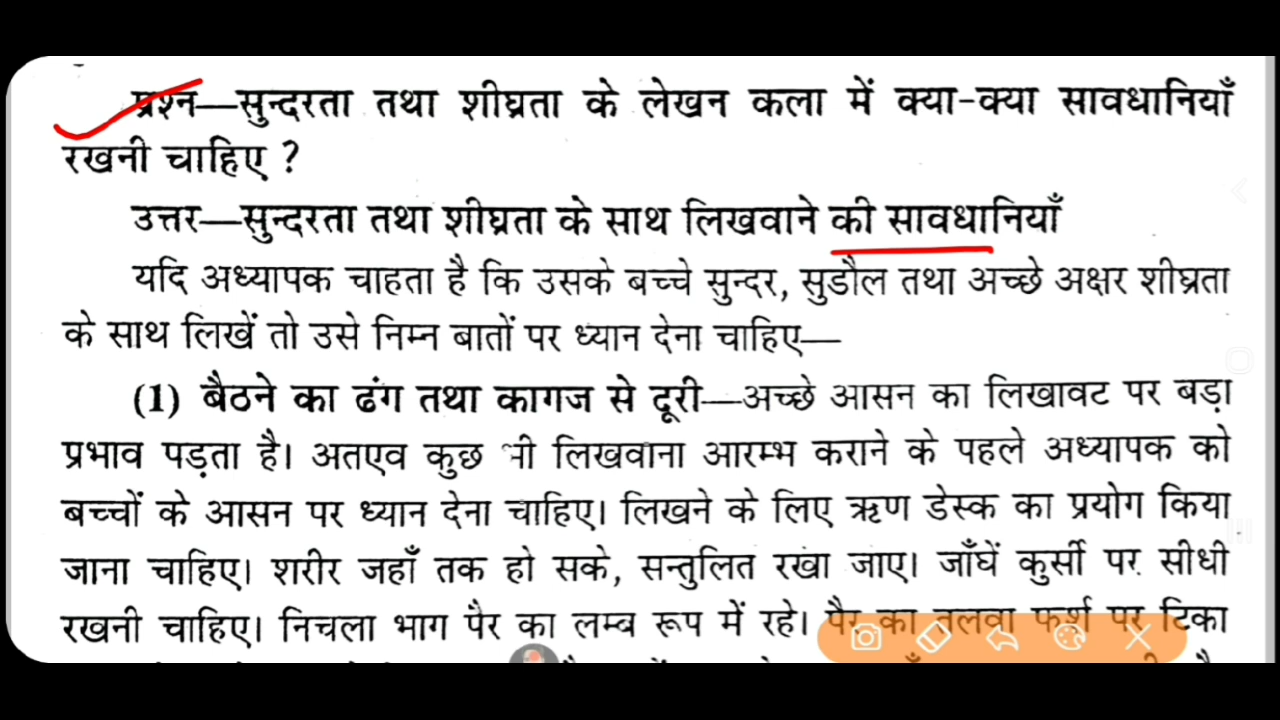 प्रश्न—सुन्दरता तथा शीघ्रता के लेखन कला में क्या-क्या सावधानियाँ
रखनी चाहिए ?
उत्तर—सुन्दरता तथा शीघ्रता के साथ लिखवाने की सावधानियाँ
यदि अध्यापक चाहता है कि उसके बच्चे सुन्दर, सुडौल तथा अच्छे अक्षर शीघ्रता
के साथ लिखें तो उसे निम्न बातों पर ध्यान देना चाहिए—
(1) बैठने का ढंग तथा कागज से दूरी—अच्छे आसन का लिखावट पर बड़ा
प्रभाव पड़ता है। अतएव कुछ भी लिखवाना आरम्भ कराने के पहले अध्यापक को
बच्चों के आसन पर ध्यान देना चाहिए। लिखने के लिए ऋण डेस्क का प्रयोग किया
जाना चाहिए। शरीर जहाँ तक हो सके, सन्तुलित रखा जाए। जाँघें कुर्सी पर सीधी
रखनी चाहिए। निचला भाग पैर का लम्ब रूप में रहे। पैर का तलवा फर्श पर टिका